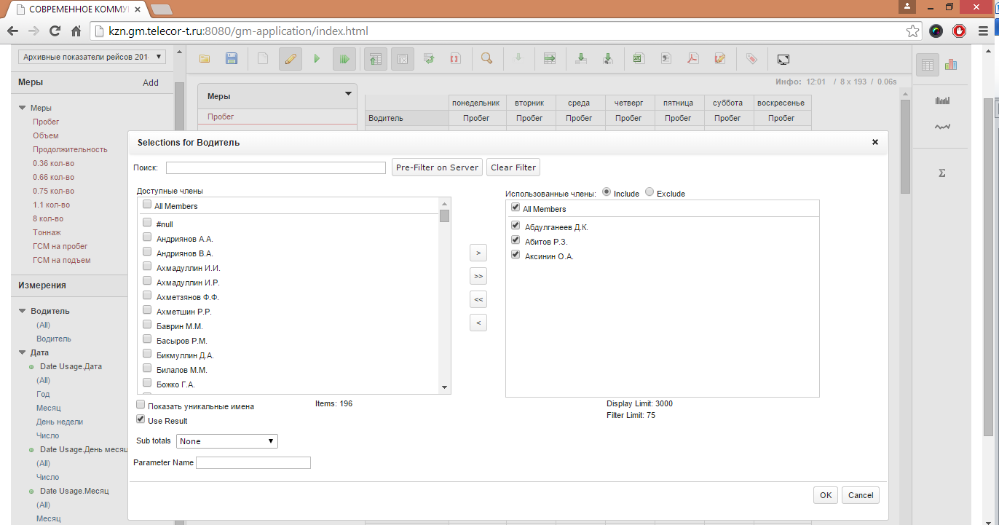 СОВРЕМЕННОЕ КОММУ
kzn.gm.telecor-t.ru:8080/gm-application/index.html
Архивные показатели рейсов 201
Инфо: 12:01 / 8 x 193 / 0.06s
Меры Add
Меры
Пробег
Объем
Продолжительность
0.36 кол-во
0.66 кол-во
0.75 кол-во
1.1 кол-во
8 кол-во
Тоннаж
ГСМ на пробег
ГСМ на подъем
Измерения
Водитель
(All)
Водитель
Дата
Date Usage.Дата
(All)
Год
Месяц
День недели
Число
Date Usage.День месяц
(All)
Число
Date Usage.Месяц
(All)
Месяц
Меры
Пробег
понедельник вторник среда четверг пятница суббота воскресенье
Водитель Пробег Пробег Пробег Пробег Пробег Пробег Пробег
Selections for Водитель
Поиск: Pre-Filter on Server Clear Filter
Доступные члены
All Members
#null
Андриянов А.А.
Андриянов В.А.
Ахмадуллин И.И.
Ахмадуллин И.Р.
Ахметзянов Ф.Ф.
Ахметшин Р.Р.
Баврин М.М.
Басыров Р.М.
Бикмуллин Д.А.
Билалов М.М.
Божко Г.А.
>
>>
<<
<
Использованные члены: Include Exclude
All Members
Абдулганеев Д.К.
Абитов Р.З.
Аксинин О.А.
Показать уникальные имена
Items: 196
Display Limit: 3000
Filter Limit: 75
Use Result
Sub totals None
Parameter Name
OK Cancel